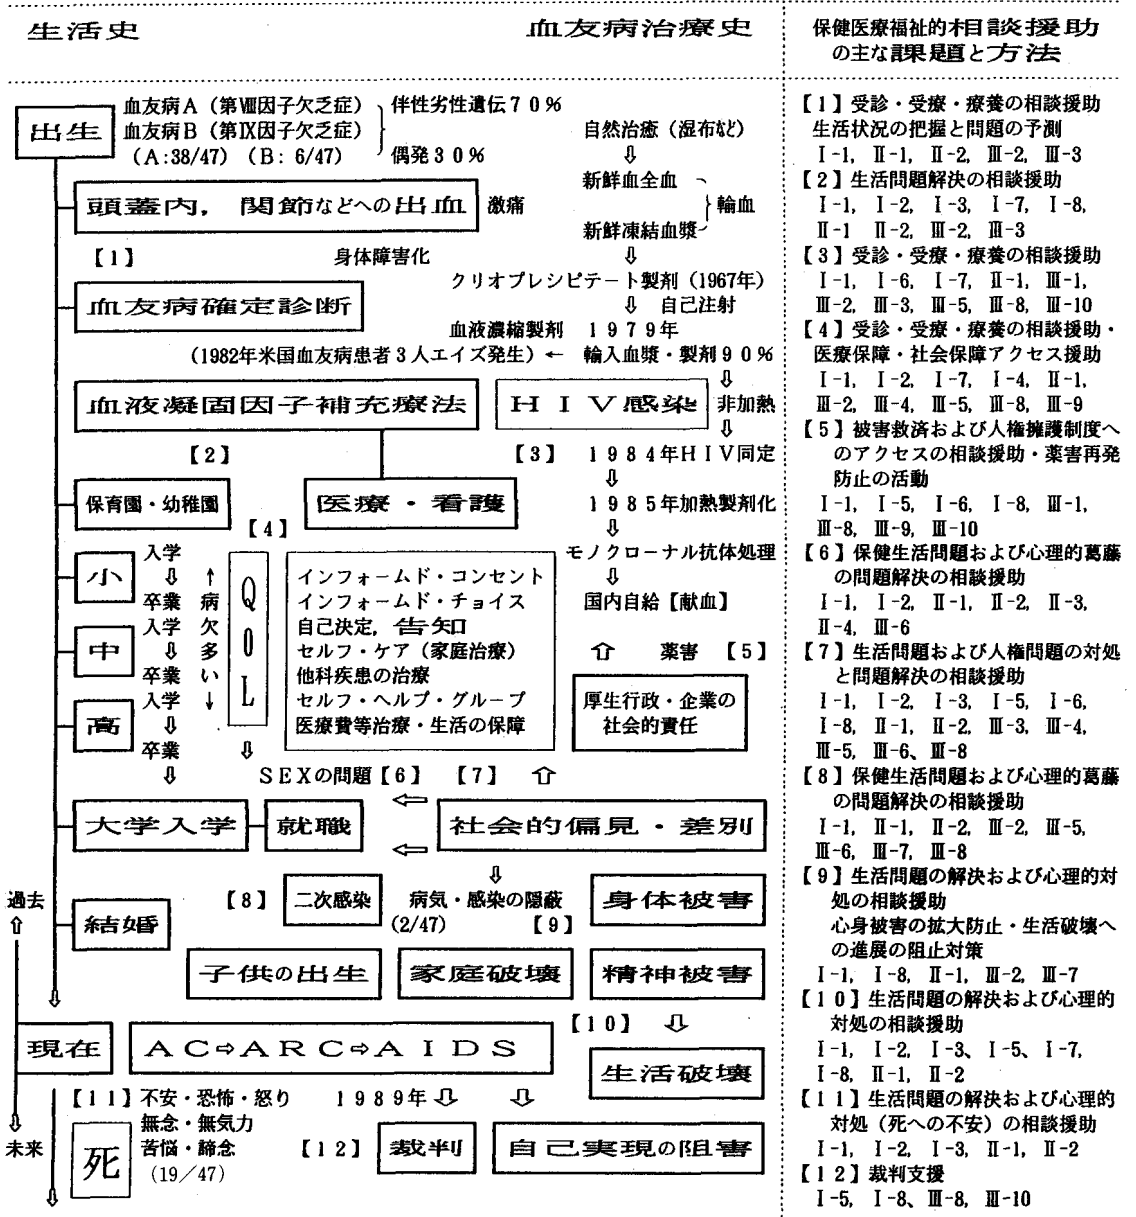 生活史
血友病治療史
保健医療福祉的相談援助
の主な課題と方法
出生
血友病A（第Ⅷ因子欠乏症）
血友病B（第Ⅸ因子欠乏症）
（A:38/47）（B: 6/47）
伴性劣性遺伝70％
偶発30％
自然治癒（湿布など）
⇩
新鮮血全血
輸血
新鮮凍結血漿
⇩
頭蓋内，関節などへの出血
激痛
【1】
身体障害化
クリオプレシピテート製剤（1967年）
⇩ 自己注射
血友病確定診断
血液濃縮製剤 1979年
（1982年米国血友病患者3人エイズ発生）← 輸入血漿・製剤90％
⇩
血液凝固因子補充療法
HIV感染
非加熱
⇩
【2】
【3】
1984年HIV同定
⇩
保育園・幼稚園
医療・看護
1985年加熱製剤化
⇩
【4】
モノクローナル抗体処理
⇩
国内自給【献血】
小
中
高
入学
⇩
卒業
入学
⇩
卒業
入学
⇩
卒業
⇩
↑病欠多い↓
QOL
⇩
インフォームド・コンセント
インフォームド・チョイス
自己決定，告知
セルフ・ケア（家庭治療）
他科疾患の治療
セルフ・ヘルプ・グループ
医療費等治療・生活の保障
⇧ 薬害 【5】
厚生行政・企業の
社会的責任
SEXの問題【6】 【7】 ⇧
大学入学
就職
⇦
⇦
社会的偏見・差別
⇩
過去
⇧
【8】
二次感染
病気・感染の隠蔽
（2/47） 【9】
身体被害
結婚
子供の出生
家庭破壊
精神被害
【10】 ⇩
現在
AC⇨ARC⇨AIDS
生活破壊
【11】不安・恐怖・怒り
無念・無気力
苦悩・諦念
（19／47）
1989年 ⇩ ⇩
⇩
未来
死
【12】
裁判
自己実現の阻害
【1】受診・受療・療養の相談援助
生活状況の把握と問題の予測
Ⅰ-1, Ⅱ-1, Ⅱ-2, Ⅲ-2, Ⅲ-3
【2】生活問題解決の相談援助
Ⅰ-1, Ⅰ-2, Ⅰ-3, Ⅰ-7, Ⅰ-8,
Ⅱ-1 Ⅱ-2, Ⅲ-2, Ⅲ-3
【3】受診・受療・療養の相談援助
Ⅰ-1, Ⅰ-6, Ⅰ-7, Ⅱ-1, Ⅲ-1,
Ⅲ-2, Ⅲ-3, Ⅲ-5, Ⅲ-8, Ⅲ-10
【4】受診・受療・療養の相談援助・
医療保障・社会保障アクセス援助
Ⅰ-1, Ⅰ-2, Ⅰ-7, Ⅰ-4, Ⅱ-1,
Ⅲ-2, Ⅲ-4, Ⅲ-5, Ⅲ-8, Ⅲ-9
【5】被害救済および人権擁護制度へ
のアクセスの相談援助・薬害再発
防止の活動
Ⅰ-1, Ⅰ-5, Ⅰ-6, Ⅰ-8, Ⅲ-1,
Ⅲ-8, Ⅲ-9, Ⅲ-10
【6】保健生活問題および心理的葛藤
の問題解決の相談援助
Ⅰ-1, Ⅰ-2, Ⅱ-1, Ⅱ-2, Ⅱ-3,
Ⅱ-4, Ⅲ-6
【7】生活問題および人権問題の対処
と問題解決の相談援助
Ⅰ-1, Ⅰ-2, Ⅰ-3, Ⅰ-5, Ⅰ-6,
Ⅰ-8, Ⅱ-1, Ⅱ-2, Ⅲ-3, Ⅲ-4,
Ⅲ-5, Ⅲ-6、Ⅲ-8
【8】保健生活問題および心理的葛藤
の問題解決の相談援助
Ⅰ-1, Ⅱ-1, Ⅱ-2, Ⅲ-2, Ⅲ-5,
Ⅲ-6, Ⅲ-7, Ⅲ-8
【9】生活問題の解決および心理的対
処の相談援助
心身被害の拡大防止・生活破壊へ
の進展の阻止対策
Ⅰ-1, Ⅰ-8, Ⅱ-1, Ⅲ-2, Ⅲ-7
【10】生活問題の解決および心理的
対処の相談援助
Ⅰ-1, Ⅰ-2, Ⅰ-3、Ⅰ-5、Ⅰ-7,
Ⅰ-8, Ⅱ-1, Ⅱ-2
【11】生活問題の解決および心理的
対処（死への不安）の相談援助
Ⅰ-1, Ⅰ-2, Ⅰ-3, Ⅱ-1, Ⅱ-2
【12】裁判支援
Ⅰ-5, Ⅰ-8、Ⅲ-8, Ⅲ-10